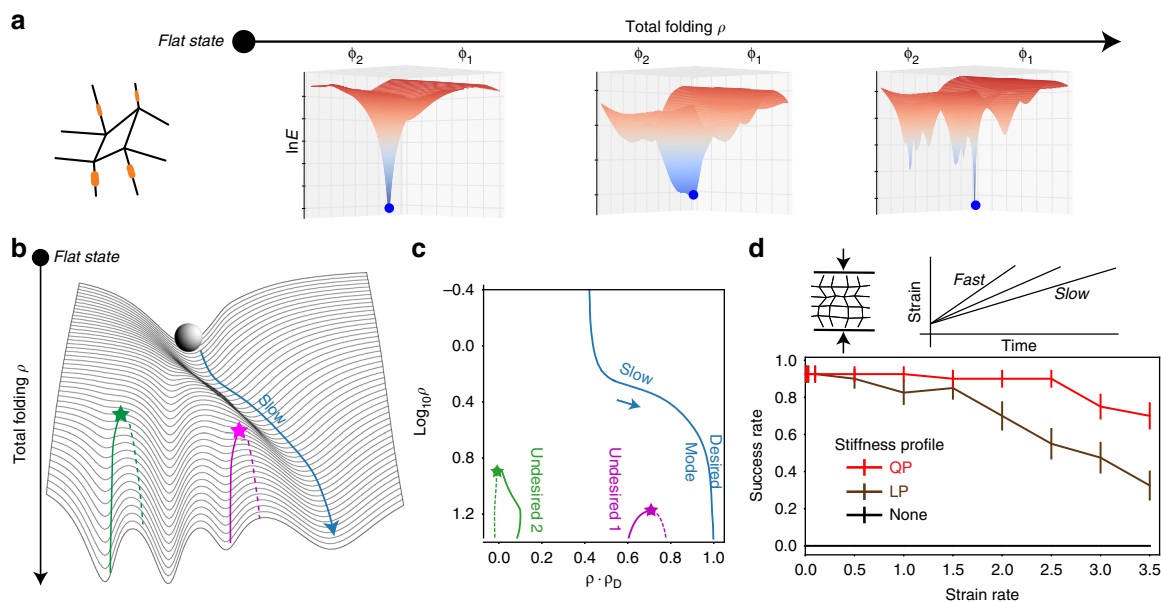 a
Flat state
Total folding ρ
ϕ2 ϕ1
ϕ2 ϕ1
ϕ2 ϕ1
lnE
b
Flat state
Total folding ρ
Slow
c
−0.4
0.0
0.4
0.8
1.2
Log10ρ
Slow
Desired
Mode
Undesired 1
Undesired 2
0.0 0.2 0.4 0.6 0.8 1.0
ρ · ρD
d
Strain
Fast
Slow
Time
1.0
0.8
0.6
0.4
0.2
0.0
Success rate
Stiffness profile
QP
LP
None
0.0 0.5 1.0 1.5 2.0 2.5 3.0 3.5
Strain rate